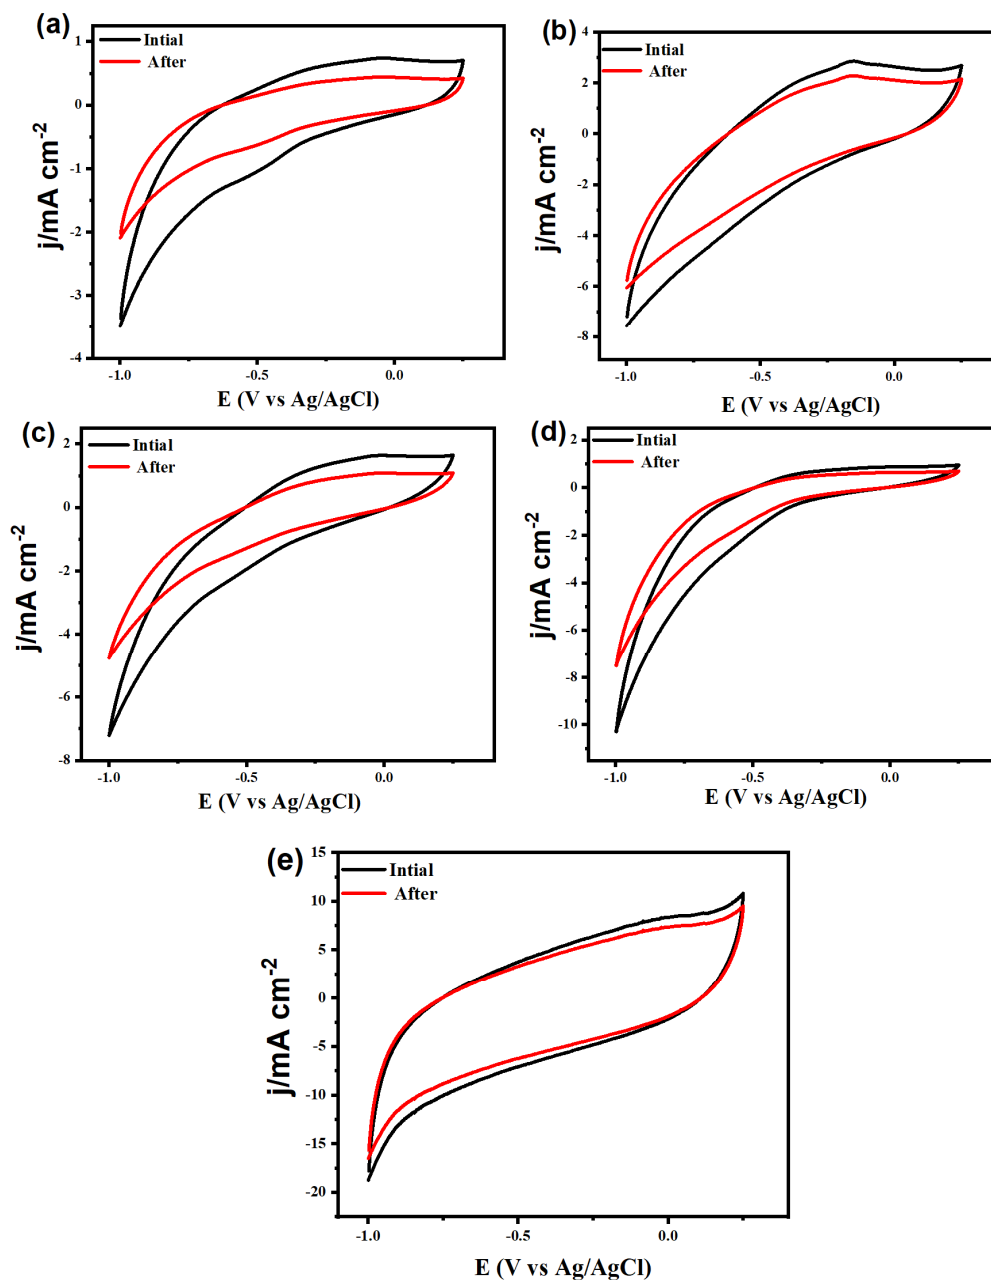 (a)
Intial
After
1
0
-1
-2
-3
-4
j/mA cm-2
-1.0 -0.5 0.0
E (V vs Ag/AgCl)
(b)
Intial
After
4
2
0
-2
-4
-6
-8
j/mA cm-2
-1.0 -0.5 0.0
E (V vs Ag/AgCl)
(c)
Intial
After
2
0
-2
-4
-6
-8
j/mA cm-2
-1.0 -0.5 0.0
E (V vs Ag/AgCl)
(d)
Intial
After
2
0
-2
-4
-6
-8
-10
j/mA cm-2
-1.0 -0.5 0.0
E (V vs Ag/AgCl)
(e)
Intial
After
15
10
5
0
-5
-10
-15
-20
j/mA cm-2
-1.0 -0.5 0.0
E (V vs Ag/AgCl)